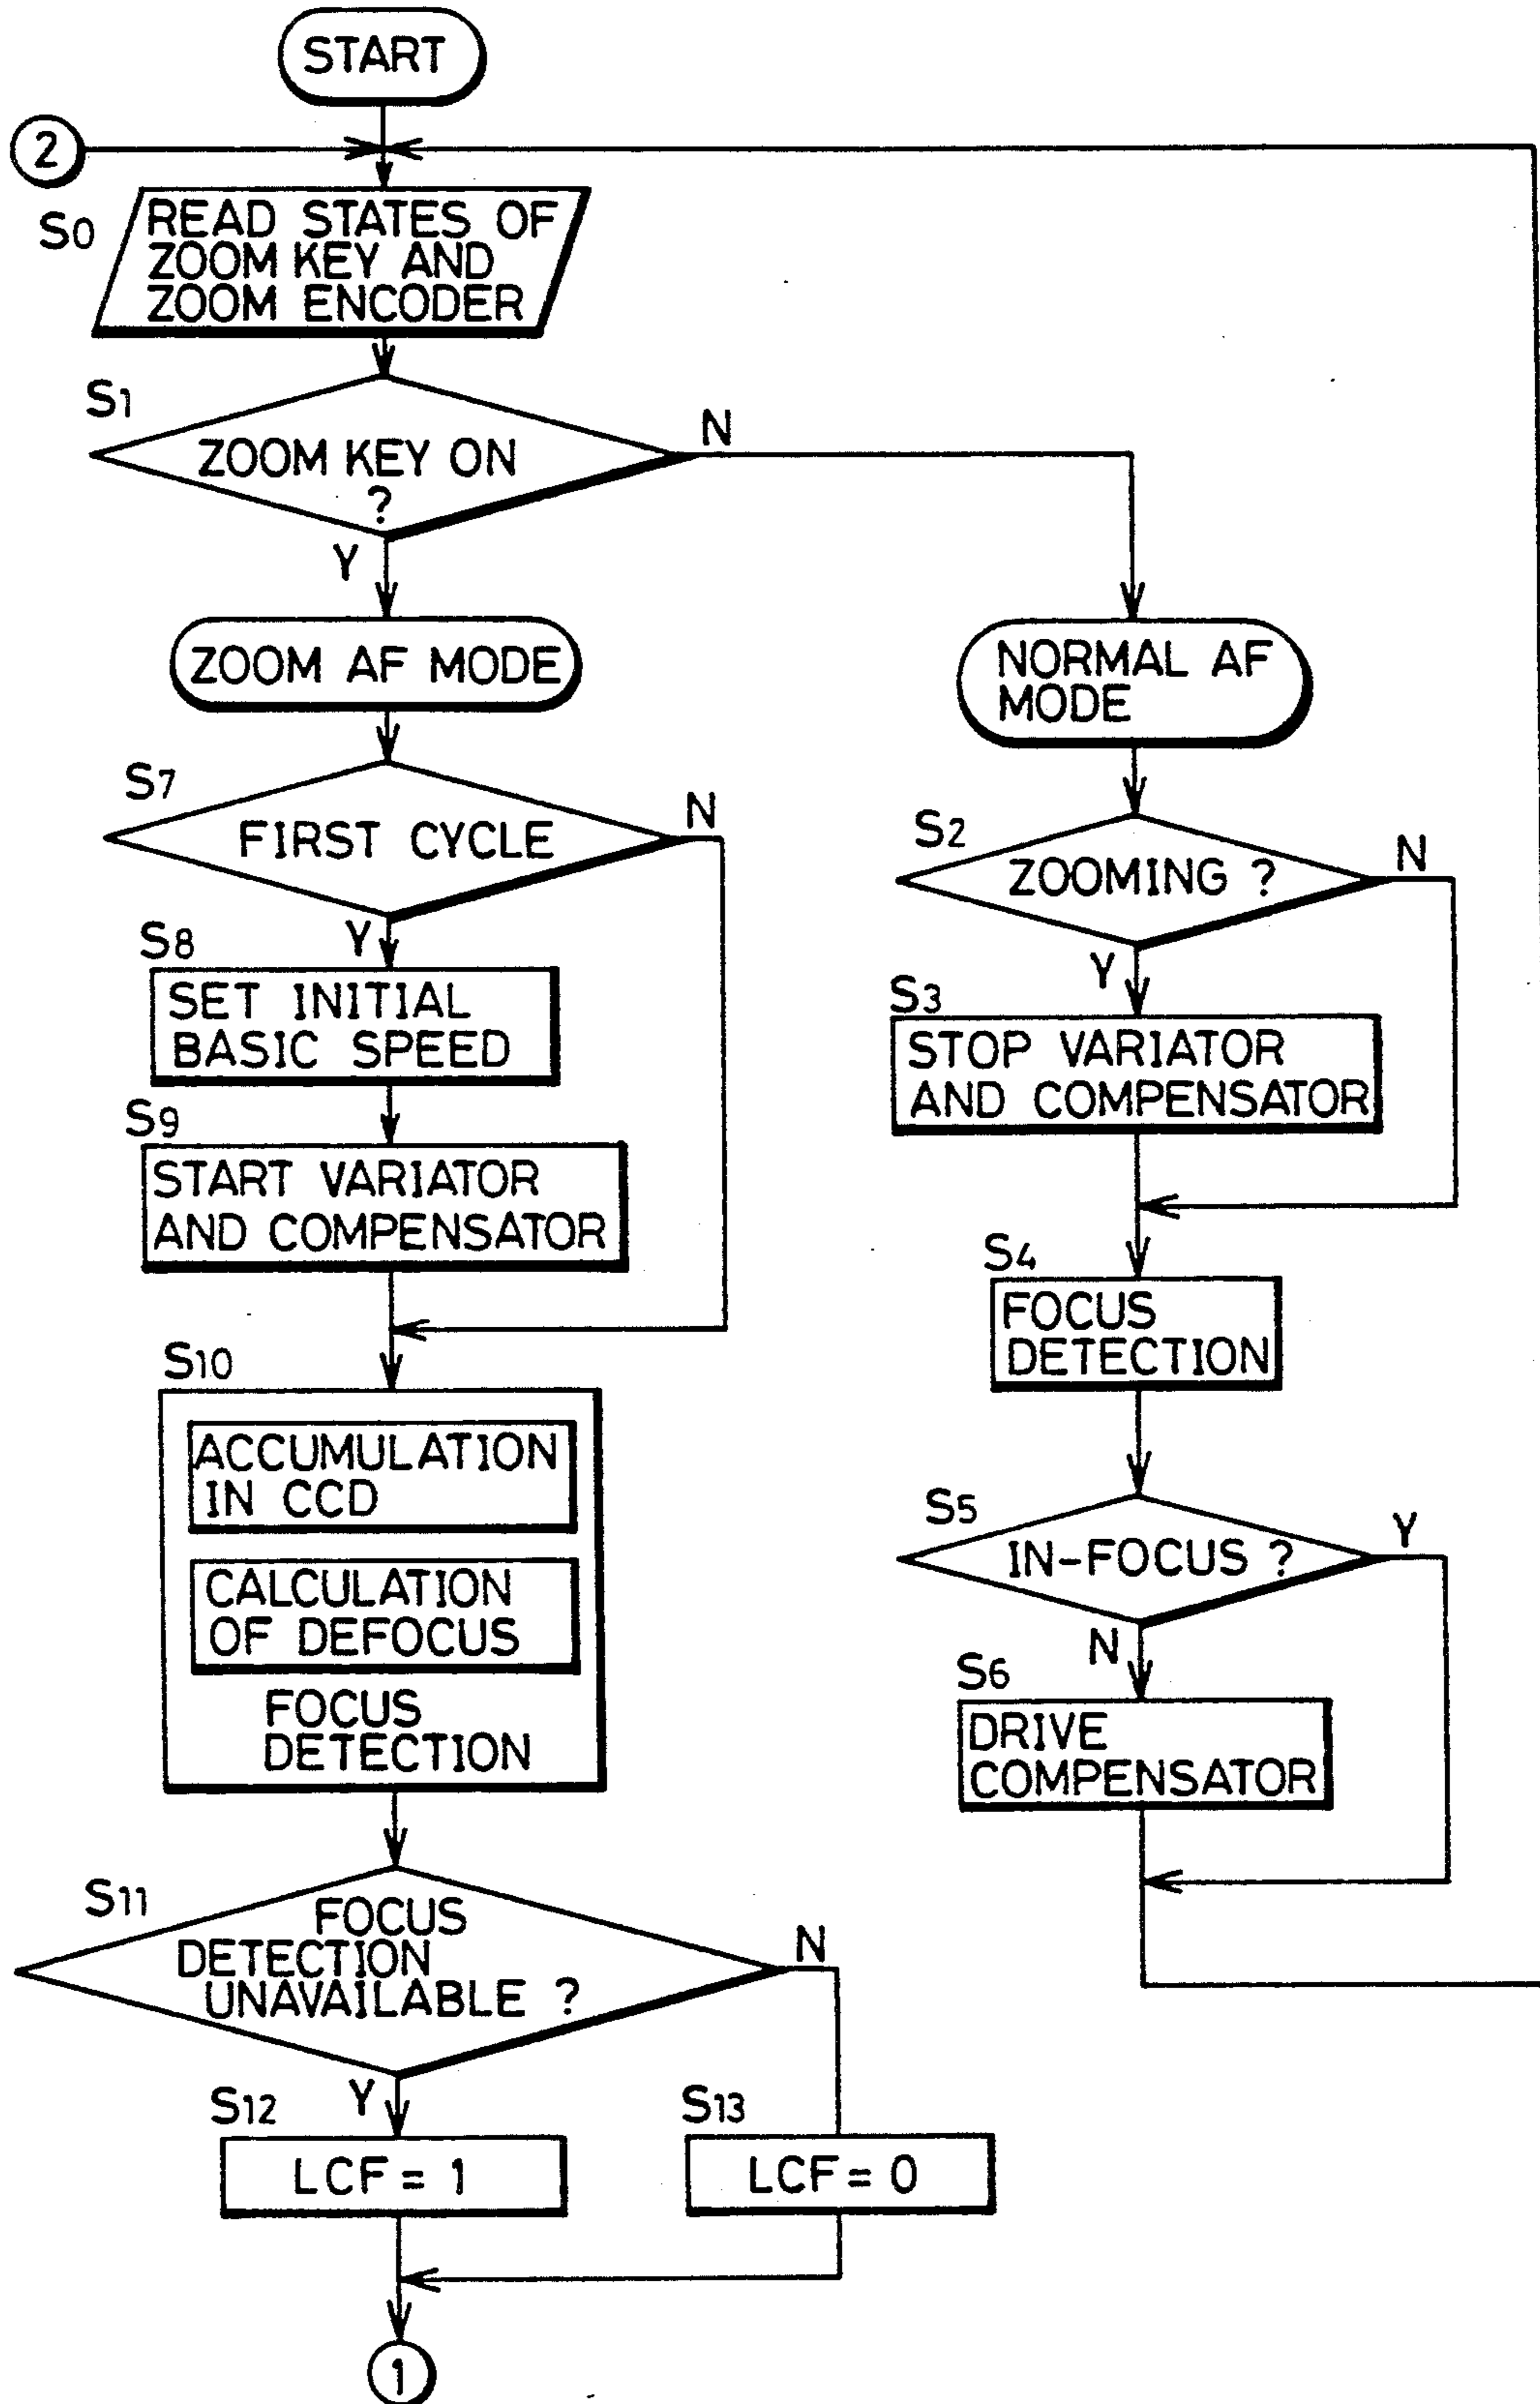 START
2
S0
READ STATES OF
ZOOM KEY AND
ZOOM ENCODER
S1
ZOOM KEY ON
?
N
Y
ZOOM AF MODE
S7
FIRST CYCLE
N
Y
S8
SET INITIAL
BASIC SPEED
S9
START VARIATOR
AND COMPENSATOR
S10
ACCUMULATION
IN CCD
CALCULATION
OF DEFOCUS
FOCUS
DETECTION
S11
FOCUS
DETECTION
UNAVAILABLE ?
N
Y
S12
LCF = 1
S13
LCF = 0
1
NORMAL AF
MODE
S2
ZOOMING ?
N
Y
S3
STOP VARIATOR
AND COMPENSATOR
S4
FOCUS
DETECTION
S5
IN-FOCUS ?
Y
N
S6
DRIVE
COMPENSATOR